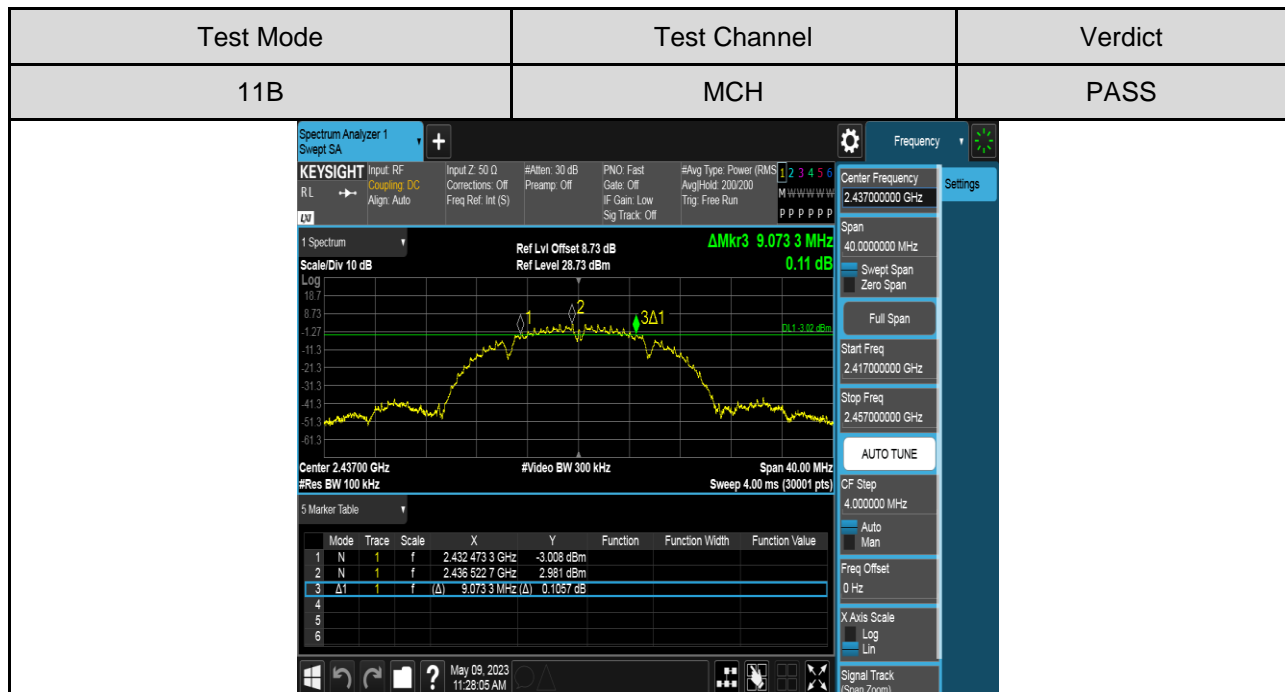 Test Mode Test Channel Verdict
11B MCH PASS
Spectrum Analyzer 1
Swept SA
+
Frequency
KEYSIGHT Input: RF Input Z: 50 Ω #Atten: 30 dB PNO: Fast #Avg Type: Power (RMS 1 2 3 4 5 6
RL Coupling: DC Corrections: Off Preamp: Off Gate: Off Avg|Hold: 200/200 M W W W W W
Align: Auto Freq Ref: Int (S) IF Gain: Low Trig: Free Run
Sig Track: Off P P P P P P
LXI
1 Spectrum
Ref Lvl Offset 8.73 dB ΔMkr3 9.073 3 MHz
Scale/Div 10 dB Ref Level 28.73 dBm 0.11 dB
Log
18.7
8.73
-1.27
-11.3
-21.3
-31.3
-41.3
-51.3
-61.3
1
2
3Δ1
DL1 -3.02 dBm
Center 2.43700 GHz #Video BW 300 kHz Span 40.00 MHz
#Res BW 100 kHz Sweep 4.00 ms (30001 pts)
5 Marker Table
Mode Trace Scale X Y Function Function Width Function Value
1 N 1 f 2.432 473 3 GHz -3.008 dBm
2 N 1 f 2.436 522 7 GHz 2.981 dBm
3 Δ1 1 f (Δ) 9.073 3 MHz (Δ) 0.1057 dB
4
5
6
? May 09, 2023
11:28:05 AM
Center Frequency
2.437000000 GHz
Settings
Span
40.0000000 MHz
Swept Span
Zero Span
Full Span
Start Freq
2.417000000 GHz
Stop Freq
2.457000000 GHz
AUTO TUNE
CF Step
4.000000 MHz
Auto
Man
Freq Offset
0 Hz
X Axis Scale
Log
Lin
Signal Track
(Span Zoom)